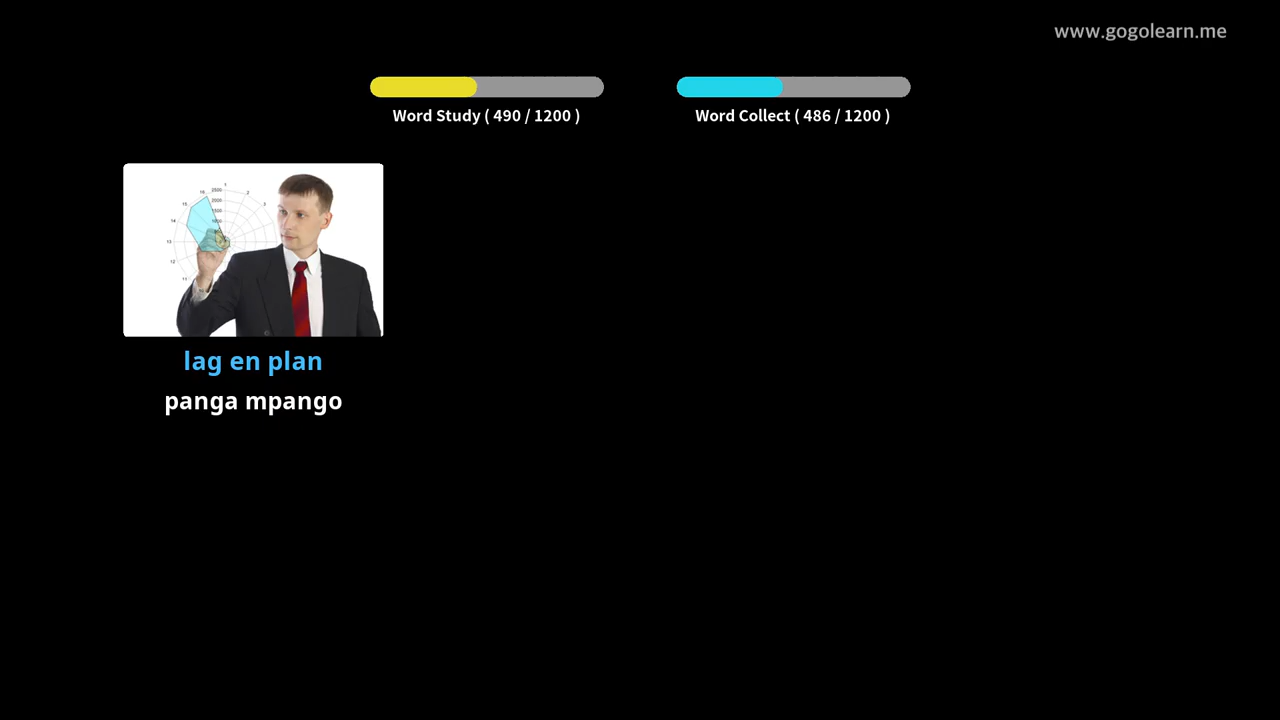 www.gogolearn.me
Word Study ( 490 / 1200 )
Word Collect ( 486 / 1200 )
lag en plan
panga mpango